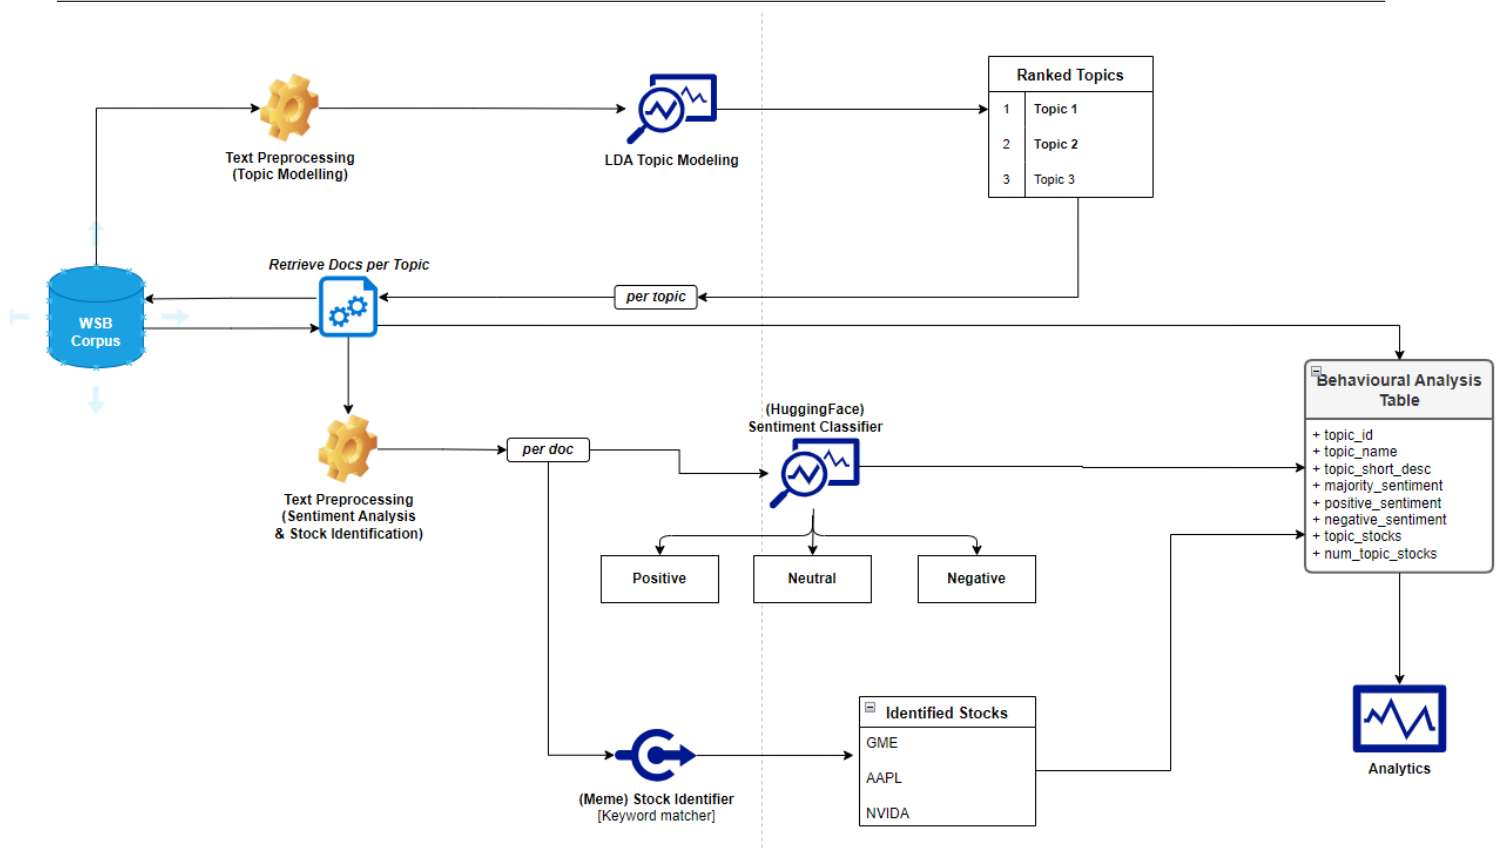 Ranked Topics
1 Topic 1
2 Topic 2
3 Topic 3
Text Preprocessing
(Topic Modelling)
LDA Topic Modeling
Retrieve Docs per Topic
per topic
WSB
Corpus
Behavioural Analysis
Table
+ topic_id
+ topic_name
+ topic_short_desc
+ majority_sentiment
+ positive_sentiment
+ negative_sentiment
+ topic_stocks
+ num_topic_stocks
(HuggingFace)
Sentiment Classifier
per doc
Text Preprocessing
(Sentiment Analysis
& Stock Identification)
Positive
Neutral
Negative
Identified Stocks
GME
AAPL
NVIDA
(Meme) Stock Identifier
[Keyword matcher]
Analytics